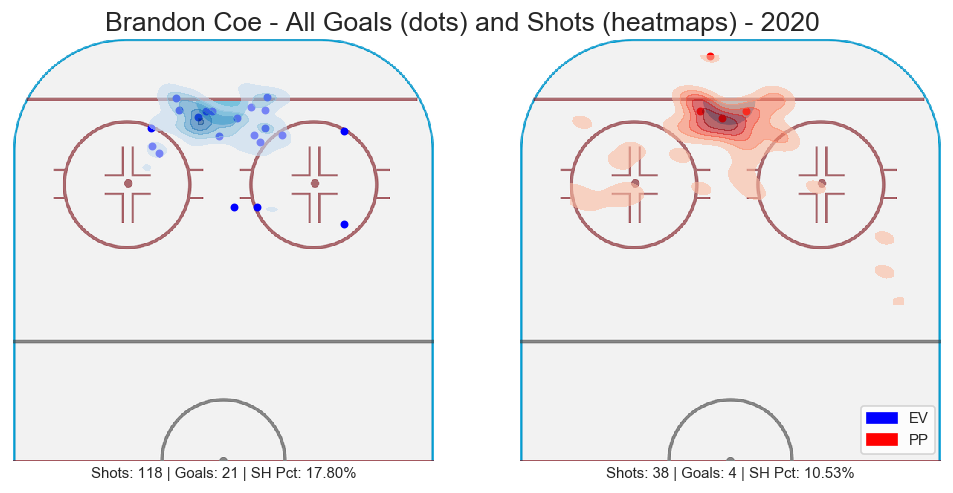 Brandon Coe - All Goals (dots) and Shots (heatmaps) - 2020
EV
PP
Shots: 118 | Goals: 21 | SH Pct: 17.80%
Shots: 38 | Goals: 4 | SH Pct: 10.53%